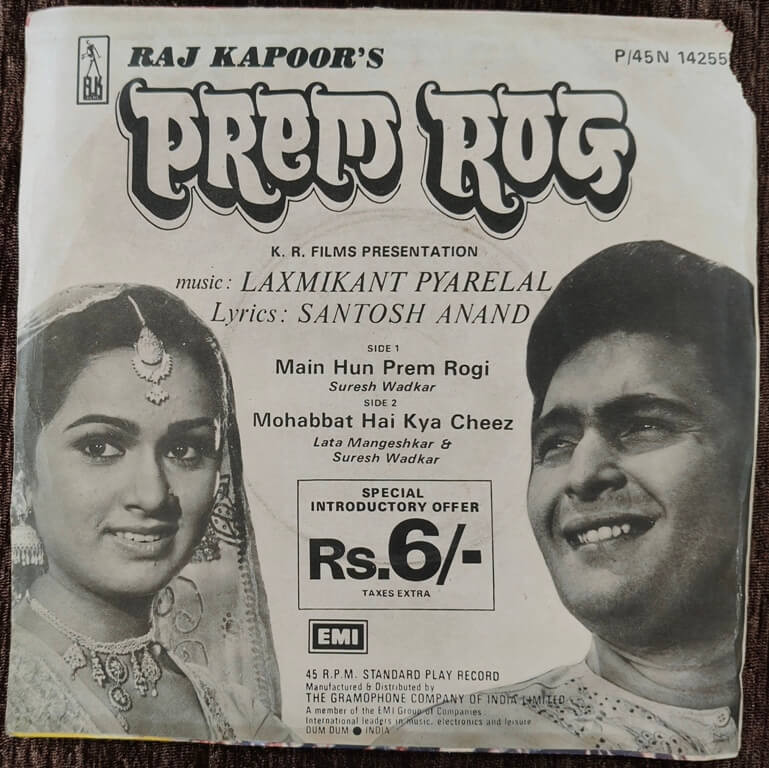 R.K
RAJ KAPOOR'S
P/45N 14255
PREM ROG
K. R. FILMS PRESENTATION
music: LAXMIKANT PYARELAL
Lyrics: SANTOSH ANAND
SIDE 1
Main Hun Prem Rogi
Suresh Wadkar
SIDE 2
Mohabbat Hai Kya Cheez
Lata Mangeshkar &
Suresh Wadkar
SPECIAL
INTRODUCTORY OFFER
Rs.6/-
TAXES EXTRA
EMI
45 R.P.M. STANDARD PLAY RECORD
Manufactured & Distributed by
THE GRAMOPHONE COMPANY OF INDIA LIMITED
A member of the EMI Group of Companies.
International leaders in music, electronics and leisure
DUM DUM ● INDIA